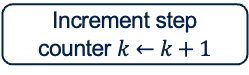 Increment step
counter k ← k + 1